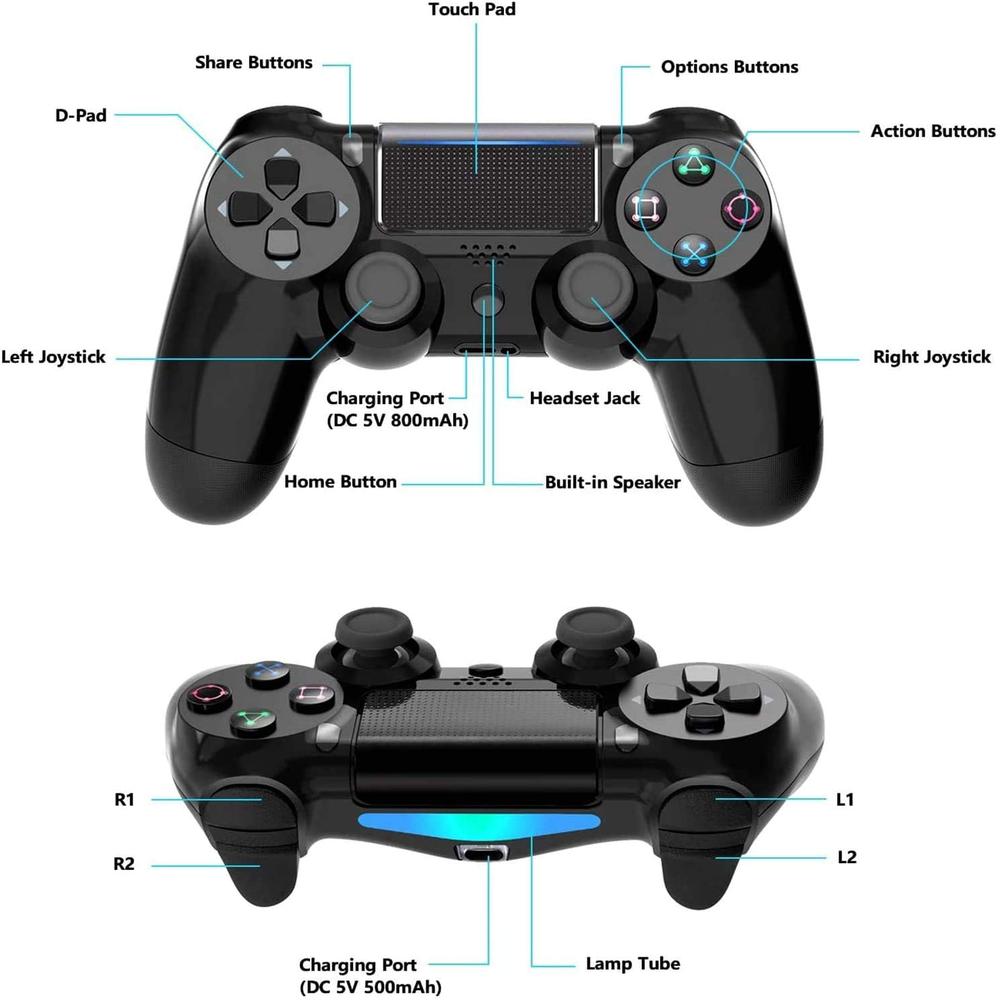 Touch Pad
Share Buttons
Options Buttons
D-Pad
Action Buttons
Left Joystick
Right Joystick
Charging Port
(DC 5V 800mAh)
Headset Jack
Home Button
Built-in Speaker
R1
L1
R2
L2
Charging Port
(DC 5V 500mAh)
Lamp Tube